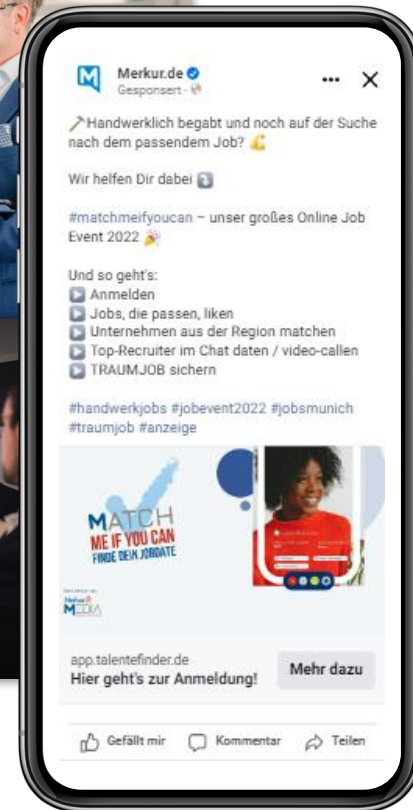 Merkur.de
Gesponsert ·
🔨Handwerklich begabt und noch auf der Suche
nach dem passendem Job? 💪
Wir helfen Dir dabei ⤵️
#matchmeifyoucan – unser großes Online Job
Event 2022 🎉
Und so geht's:
▶️ Anmelden
▶️ Jobs, die passen, liken
▶️ Unternehmen aus der Region matchen
▶️ Top-Recruiter im Chat daten / video-callen
▶️ TRAUMJOB sichern
#handwerkjobs #jobevent2022 #jobsmunich
#traumjob #anzeige
MATCH
ME IF YOU CAN
FINDE DEIN JOBDATE
Merkur
MEDIA
app.talentefinder.de
Hier geht's zur Anmeldung!
Mehr dazu
Gefällt mir
Kommentar
Teilen